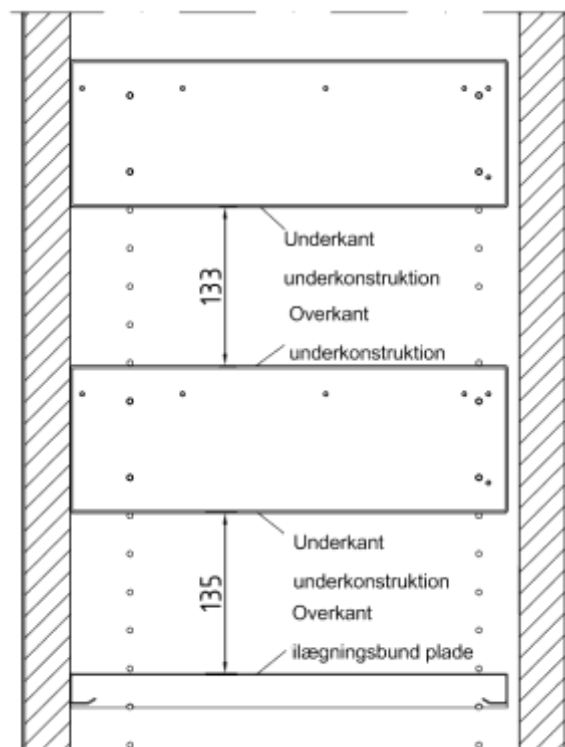 Underkant
underkonstruktion
133
Overkant
underkonstruktion
Underkant
underkonstruktion
135
Overkant
ilægningsbund plade